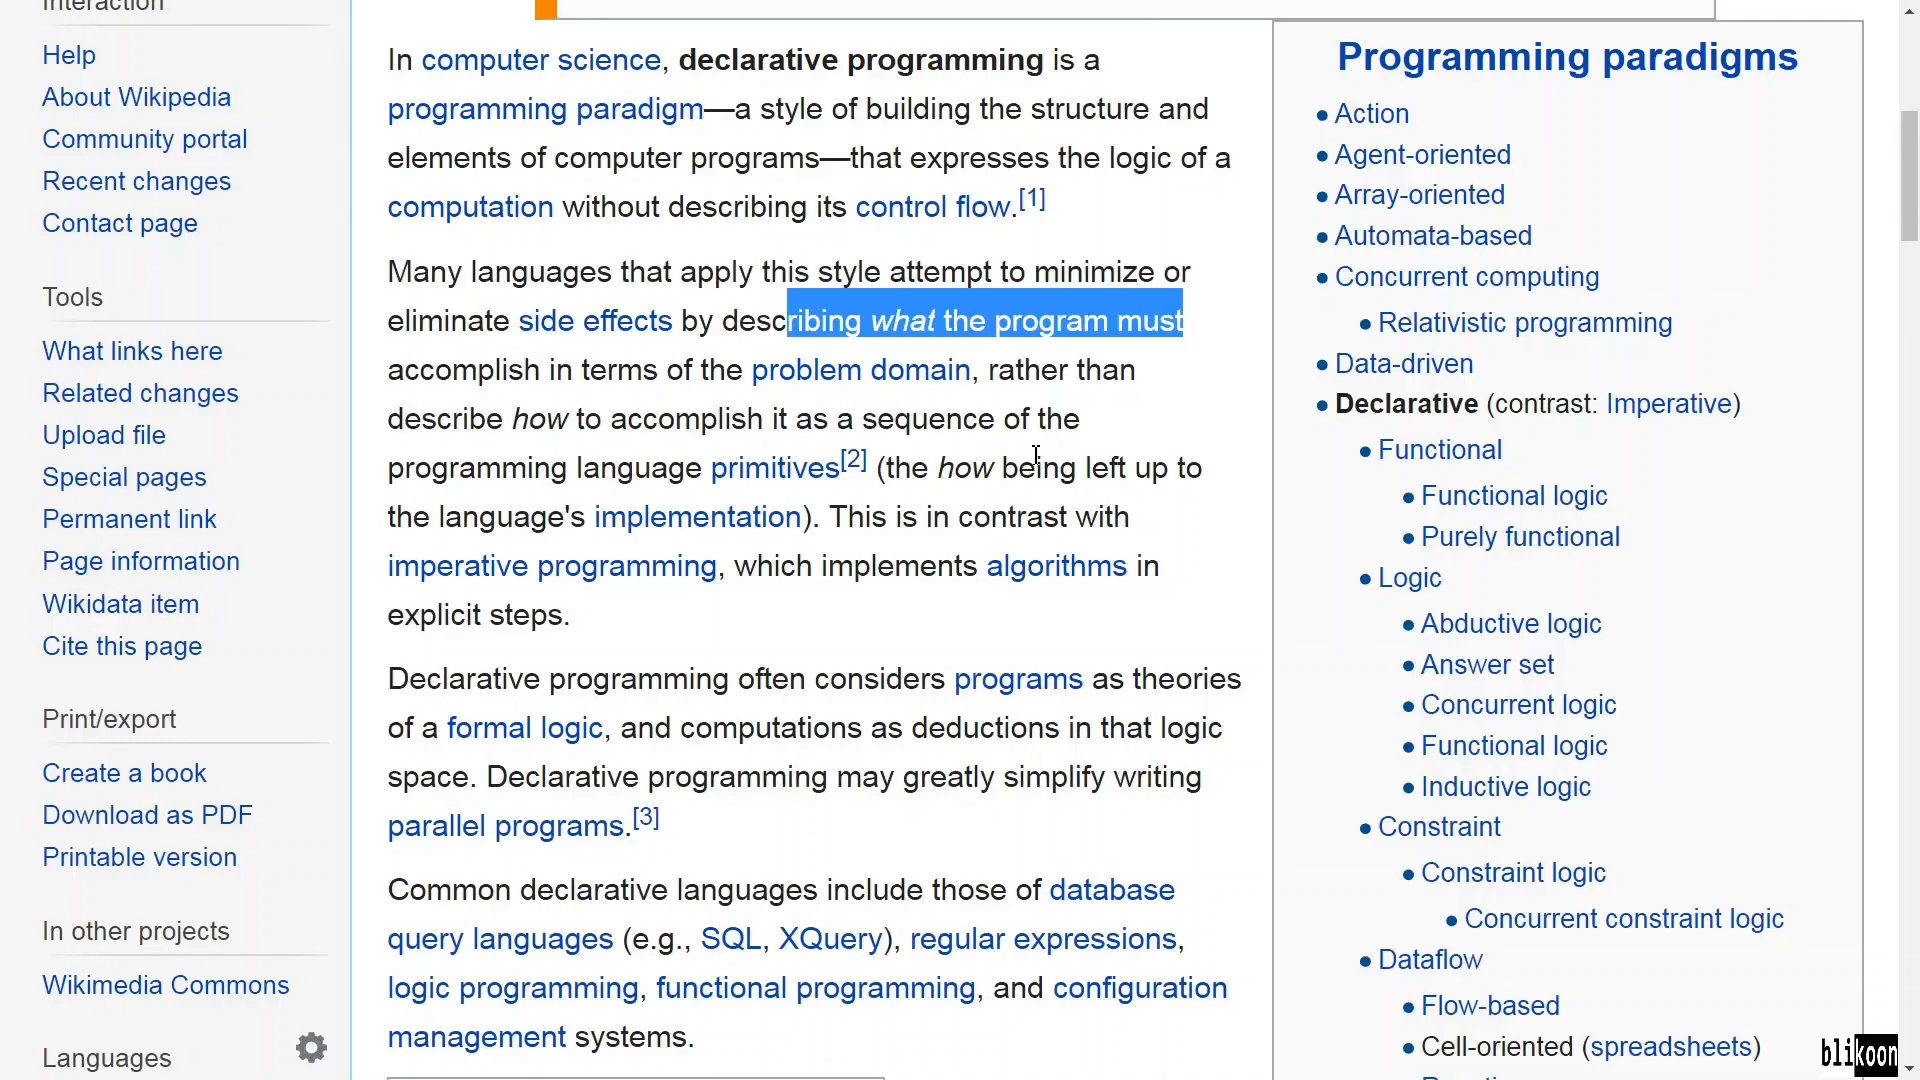 Interaction
Help
About Wikipedia
Community portal
Recent changes
Contact page
Tools
What links here
Related changes
Upload file
Special pages
Permanent link
Page information
Wikidata item
Cite this page
Print/export
Create a book
Download as PDF
Printable version
In other projects
Wikimedia Commons
Languages
In computer science, declarative programming is a
programming paradigm—a style of building the structure and
elements of computer programs—that expresses the logic of a
computation without describing its control flow.[1]
Many languages that apply this style attempt to minimize or
eliminate side effects by describing what the program must
accomplish in terms of the problem domain, rather than
describe how to accomplish it as a sequence of the
programming language primitives[2] (the how being left up to
the language's implementation). This is in contrast with
imperative programming, which implements algorithms in
explicit steps.
Declarative programming often considers programs as theories
of a formal logic, and computations as deductions in that logic
space. Declarative programming may greatly simplify writing
parallel programs.[3]
Common declarative languages include those of database
query languages (e.g., SQL, XQuery), regular expressions,
logic programming, functional programming, and configuration
management systems.
Programming paradigms
• Action
• Agent-oriented
• Array-oriented
• Automata-based
• Concurrent computing
• Relativistic programming
• Data-driven
• Declarative (contrast: Imperative)
• Functional
• Functional logic
• Purely functional
• Logic
• Abductive logic
• Answer set
• Concurrent logic
• Functional logic
• Inductive logic
• Constraint
• Constraint logic
• Concurrent constraint logic
• Dataflow
• Flow-based
• Cell-oriented (spreadsheets)
blikoon